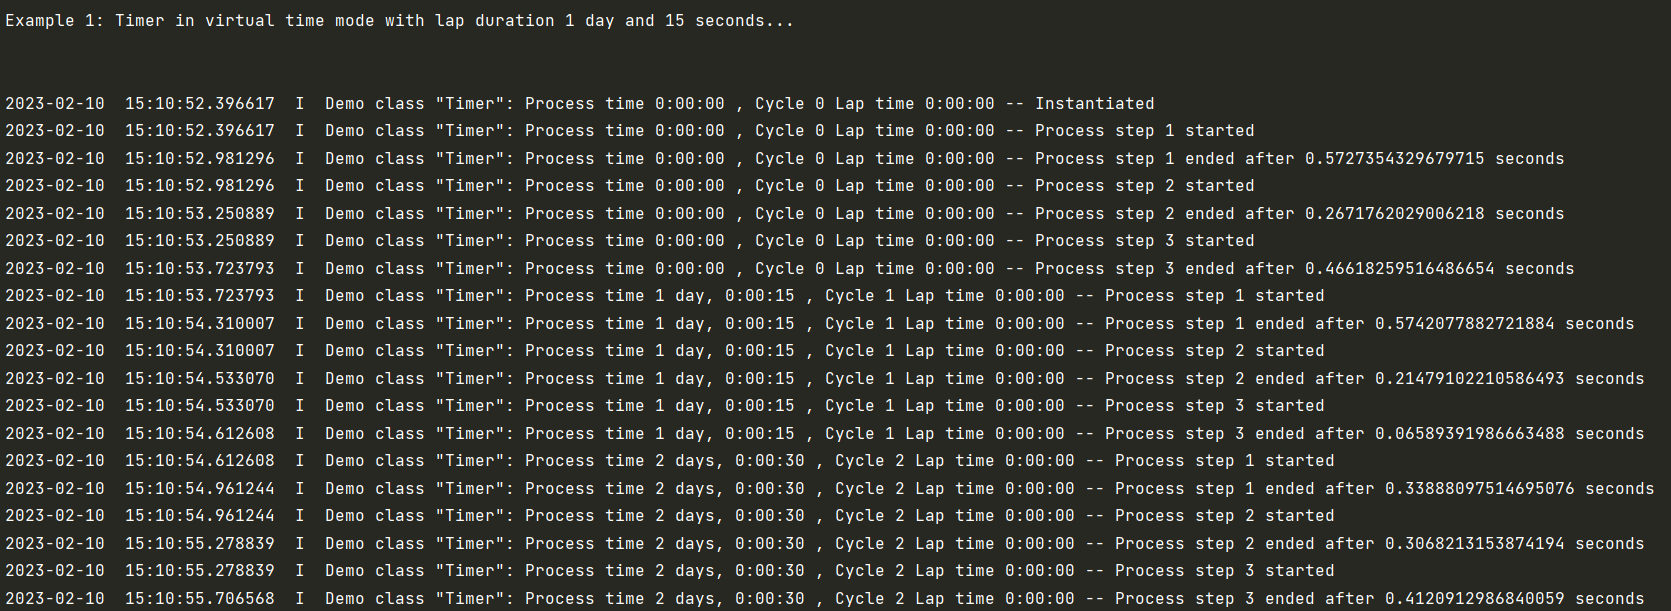 Example 1: Timer in virtual time mode with lap duration 1 day and 15 seconds...
2023-02-10  15:10:52.396617  I  Demo class "Timer": Process time 0:00:00 , Cycle 0 Lap time 0:00:00 -- Instantiated
2023-02-10  15:10:52.396617  I  Demo class "Timer": Process time 0:00:00 , Cycle 0 Lap time 0:00:00 -- Process step 1 started
2023-02-10  15:10:52.981296  I  Demo class "Timer": Process time 0:00:00 , Cycle 0 Lap time 0:00:00 -- Process step 1 ended after 0.5727354329679715 seconds
2023-02-10  15:10:52.981296  I  Demo class "Timer": Process time 0:00:00 , Cycle 0 Lap time 0:00:00 -- Process step 2 started
2023-02-10  15:10:53.250889  I  Demo class "Timer": Process time 0:00:00 , Cycle 0 Lap time 0:00:00 -- Process step 2 ended after 0.2671762029006218 seconds
2023-02-10  15:10:53.250889  I  Demo class "Timer": Process time 0:00:00 , Cycle 0 Lap time 0:00:00 -- Process step 3 started
2023-02-10  15:10:53.723793  I  Demo class "Timer": Process time 0:00:00 , Cycle 0 Lap time 0:00:00 -- Process step 3 ended after 0.46618259516486654 seconds
2023-02-10  15:10:53.723793  I  Demo class "Timer": Process time 1 day, 0:00:15 , Cycle 1 Lap time 0:00:00 -- Process step 1 started
2023-02-10  15:10:54.310007  I  Demo class "Timer": Process time 1 day, 0:00:15 , Cycle 1 Lap time 0:00:00 -- Process step 1 ended after 0.5742077882721884 seconds
2023-02-10  15:10:54.310007  I  Demo class "Timer": Process time 1 day, 0:00:15 , Cycle 1 Lap time 0:00:00 -- Process step 2 started
2023-02-10  15:10:54.533070  I  Demo class "Timer": Process time 1 day, 0:00:15 , Cycle 1 Lap time 0:00:00 -- Process step 2 ended after 0.21479102210586493 seconds
2023-02-10  15:10:54.533070  I  Demo class "Timer": Process time 1 day, 0:00:15 , Cycle 1 Lap time 0:00:00 -- Process step 3 started
2023-02-10  15:10:54.612608  I  Demo class "Timer": Process time 1 day, 0:00:15 , Cycle 1 Lap time 0:00:00 -- Process step 3 ended after 0.06589391986663488 seconds
2023-02-10  15:10:54.612608  I  Demo class "Timer": Process time 2 days, 0:00:30 , Cycle 2 Lap time 0:00:00 -- Process step 1 started
2023-02-10  15:10:54.961244  I  Demo class "Timer": Process time 2 days, 0:00:30 , Cycle 2 Lap time 0:00:00 -- Process step 1 ended after 0.33888097514695076 seconds
2023-02-10  15:10:54.961244  I  Demo class "Timer": Process time 2 days, 0:00:30 , Cycle 2 Lap time 0:00:00 -- Process step 2 started
2023-02-10  15:10:55.278839  I  Demo class "Timer": Process time 2 days, 0:00:30 , Cycle 2 Lap time 0:00:00 -- Process step 2 ended after 0.3068213153874194 seconds
2023-02-10  15:10:55.278839  I  Demo class "Timer": Process time 2 days, 0:00:30 , Cycle 2 Lap time 0:00:00 -- Process step 3 started
2023-02-10  15:10:55.706568  I  Demo class "Timer": Process time 2 days, 0:00:30 , Cycle 2 Lap time 0:00:00 -- Process step 3 ended after 0.4120912986840059 seconds